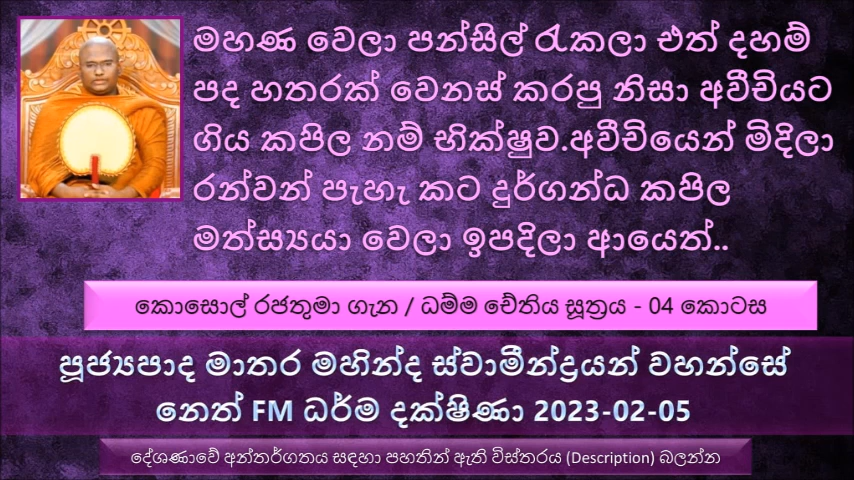 මහණ වෙලා පන්සිල් රැකලා එත් දහම්
පද හතරක් වෙනස් කරපු නිසා අවීචියට
ගිය කපිල නම් භික්ෂුව.අවීචියෙන් මිදිලා
රන්වන් පැහැ කට දුර්ගන්ධ කපිල
මත්ස්‍යයා වෙලා ඉපදිලා ආයෙත්..
කොසොල් රජතුමා ගැන / ධම්ම චේතිය සූත්‍රය - 04 කොටස
පූජ්‍යපාද මාතර මහින්ද ස්වාමීන්ද්‍රයන් වහන්සේ
නෙත් FM ධර්ම දක්ෂිණා 2023-02-05
දේශණාවේ අන්තර්ගතය සඳහා පහතින් ඇති විස්තරය (Description) බලන්න